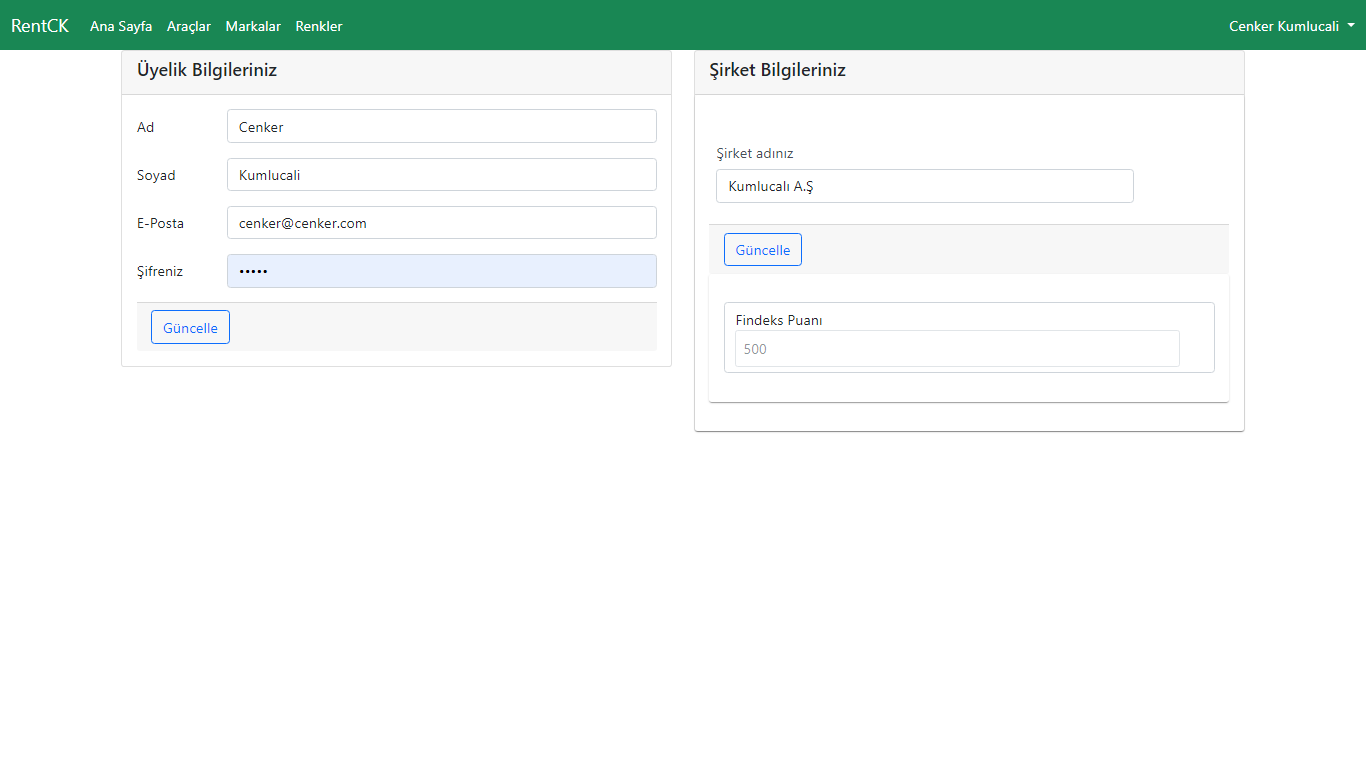 RentCK Ana Sayfa Araçlar Markalar Renkler Cenker Kumlucali
Üyelik Bilgileriniz
Ad Cenker
Soyad Kumlucali
E-Posta cenker@cenker.com
Şifreniz •••••
Güncelle
Şirket Bilgileriniz
Şirket adınız
Kumlucalı A.Ş
Güncelle
Findeks Puanı
500